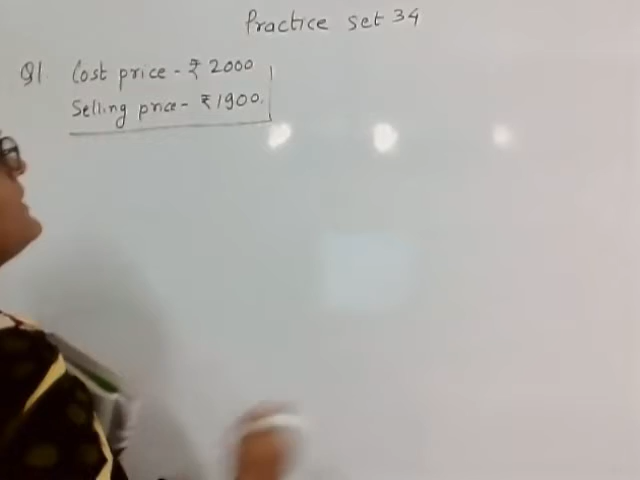 Practice set 34
Q1. Cost price - ₹ 2000
Selling price - ₹ 1900.